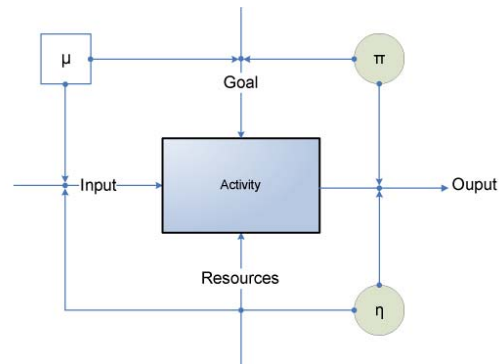 μ
π
Goal
Input
Activity
Ouput
Resources
η